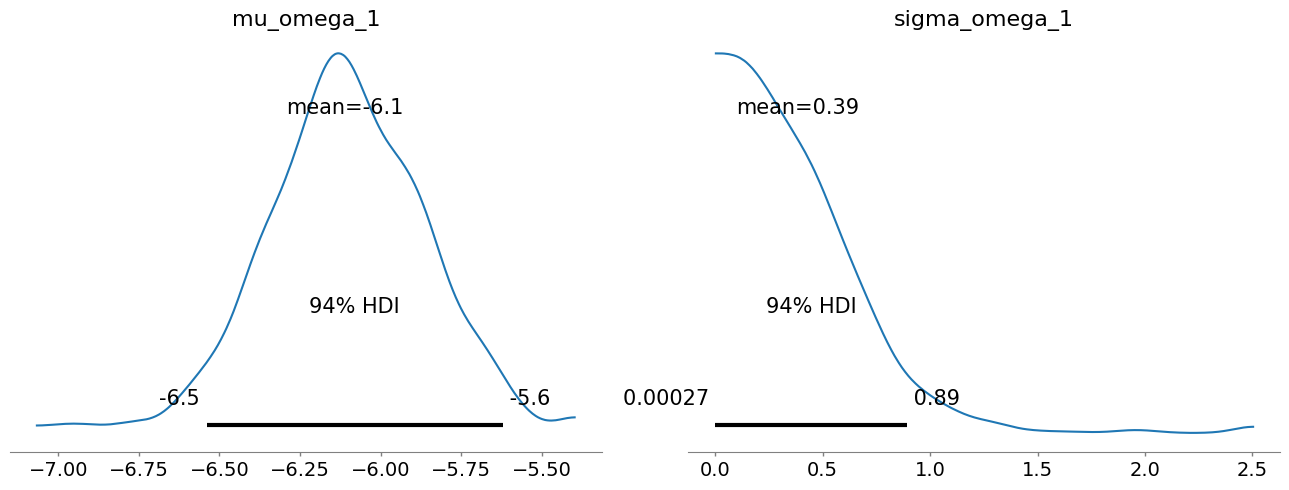 mu_omega_1
mean=-6.1
94% HDI
-6.5
-5.6
−7.00 −6.75 −6.50 −6.25 −6.00 −5.75 −5.50
sigma_omega_1
mean=0.39
94% HDI
0.00027
0.89
0.0 0.5 1.0 1.5 2.0 2.5